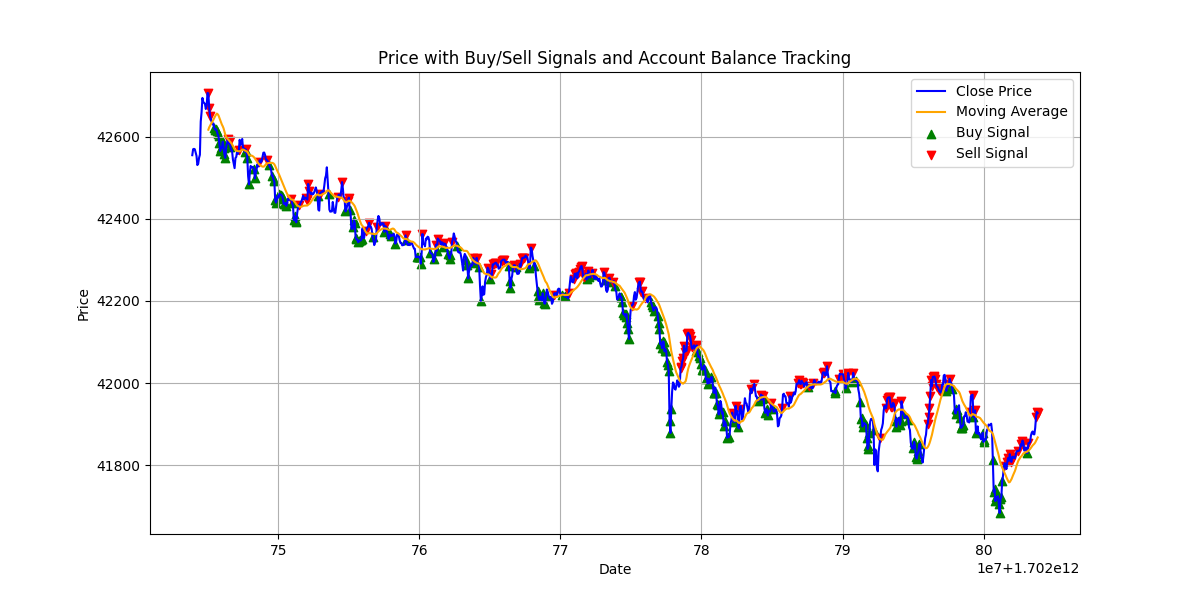 Price with Buy/Sell Signals and Account Balance Tracking
Close Price
Moving Average
Buy Signal
Sell Signal
42600
42400
42200
42000
41800
Price
75 76 77 78 79 80
1e7+1.702e12
Date